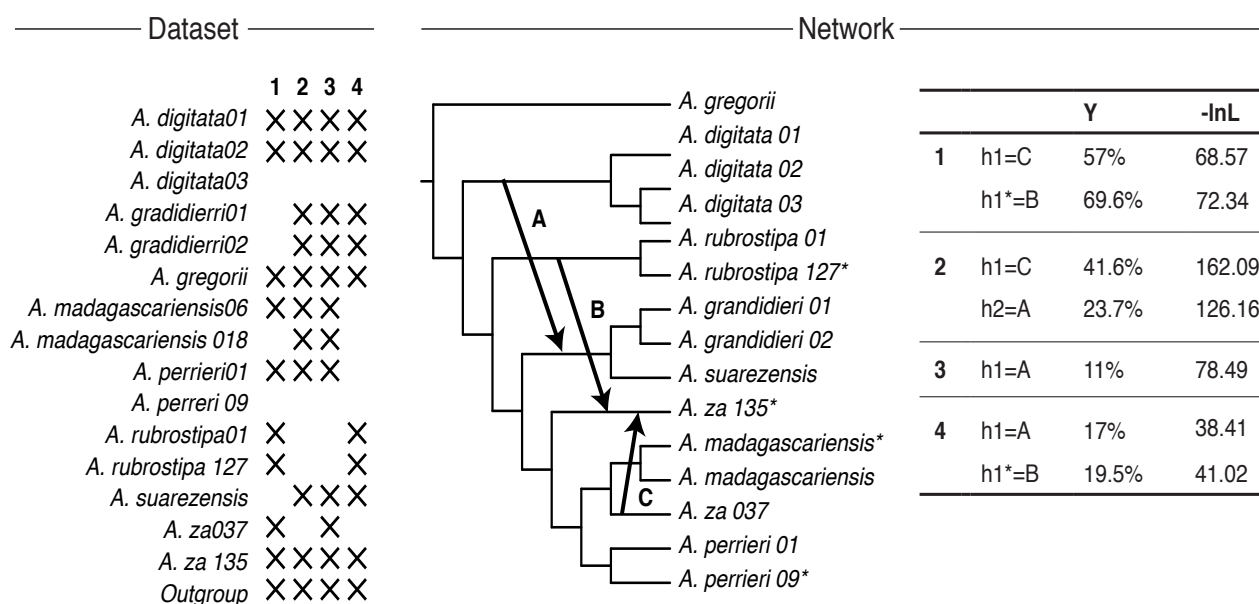 Dataset
1 2 3 4
A. digitata01
A. digitata02
A. digitata03
A. gradidierri01
A. gradidierri02
A. gregorii
A. madagascariensis06
A. madagascariensis 018
A. perrieri01
A. perreri 09
A. rubrostipa01
A. rubrostipa 127
A. suarezensis
A. za037
A. za 135
Outgroup
Network
A. gregorii
A. digitata 01
A. digitata 02
A. digitata 03
A. rubrostipa 01
A. rubrostipa 127*
A. grandidieri 01
A. grandidieri 02
A. suarezensis
A. za 135*
A. madagascariensis*
A. madagascariensis
A. za 037
A. perrieri 01
A. perrieri 09*
A
B
C
Y -lnL
1 h1=C 57% 68.57
h1*=B 69.6% 72.34
2 h1=C 41.6% 162.09
h2=A 23.7% 126.16
3 h1=A 11% 78.49
4 h1=A 17% 38.41
h1*=B 19.5% 41.02